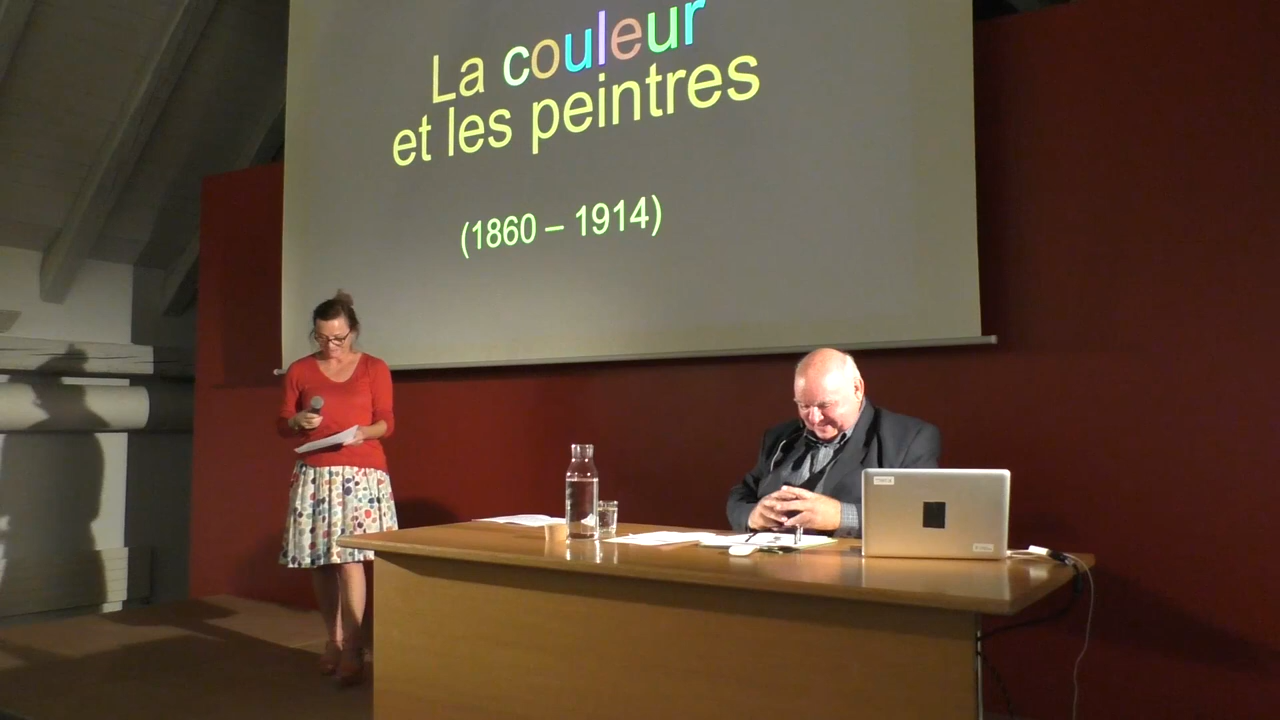 La couleur
et les peintres
(1860 – 1914)